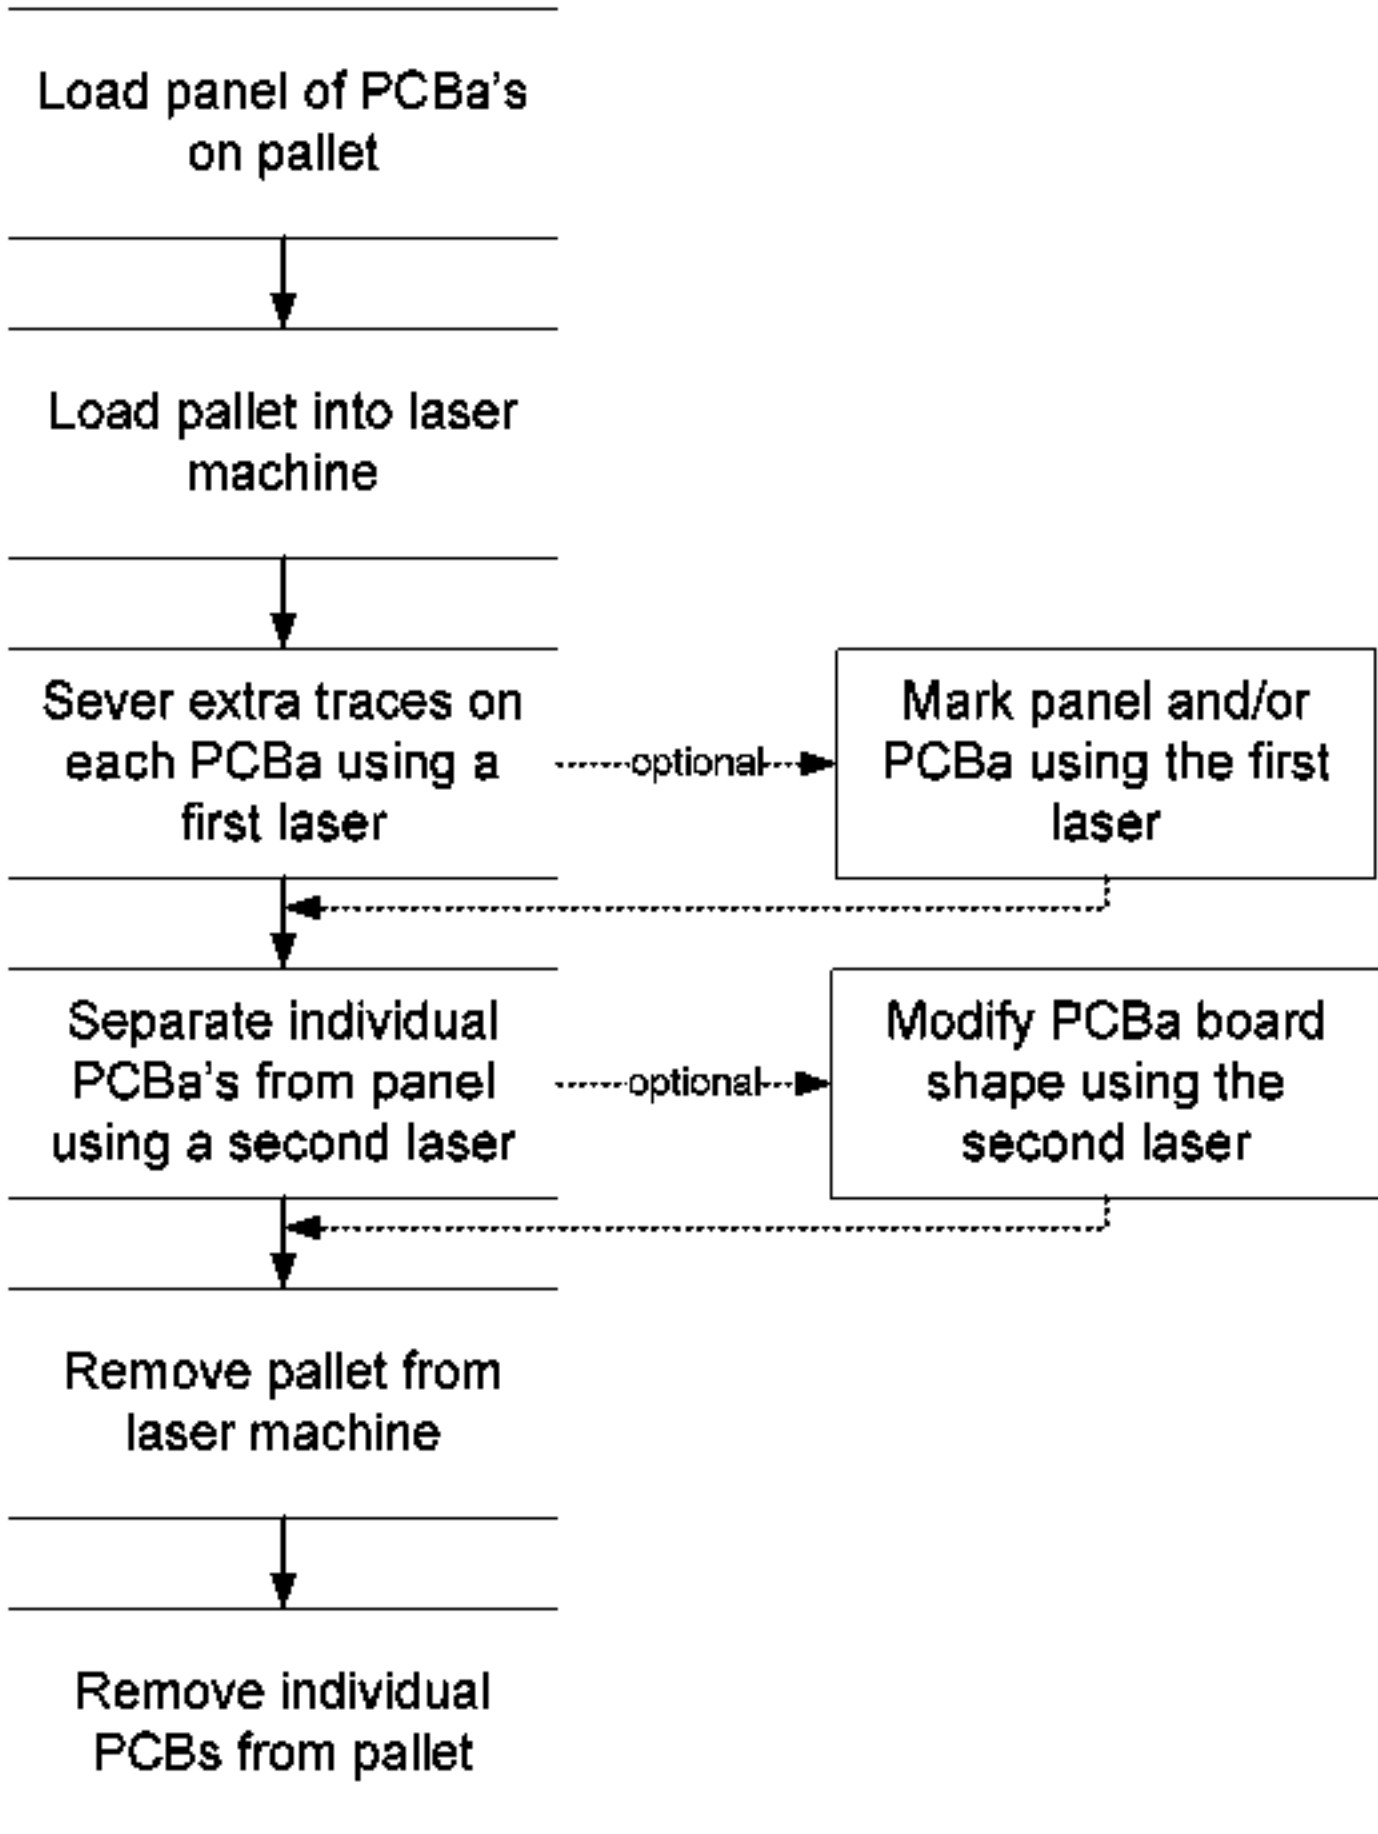 Load panel of PCBa's
on pallet
Load pallet into laser
machine
Sever extra traces on
each PCBa using a
first laser
optional
Mark panel and/or
PCBa using the first
laser
Separate individual
PCBa's from panel
using a second laser
optional
Modify PCBa board
shape using the
second laser
Remove pallet from
laser machine
Remove individual
PCBs from pallet